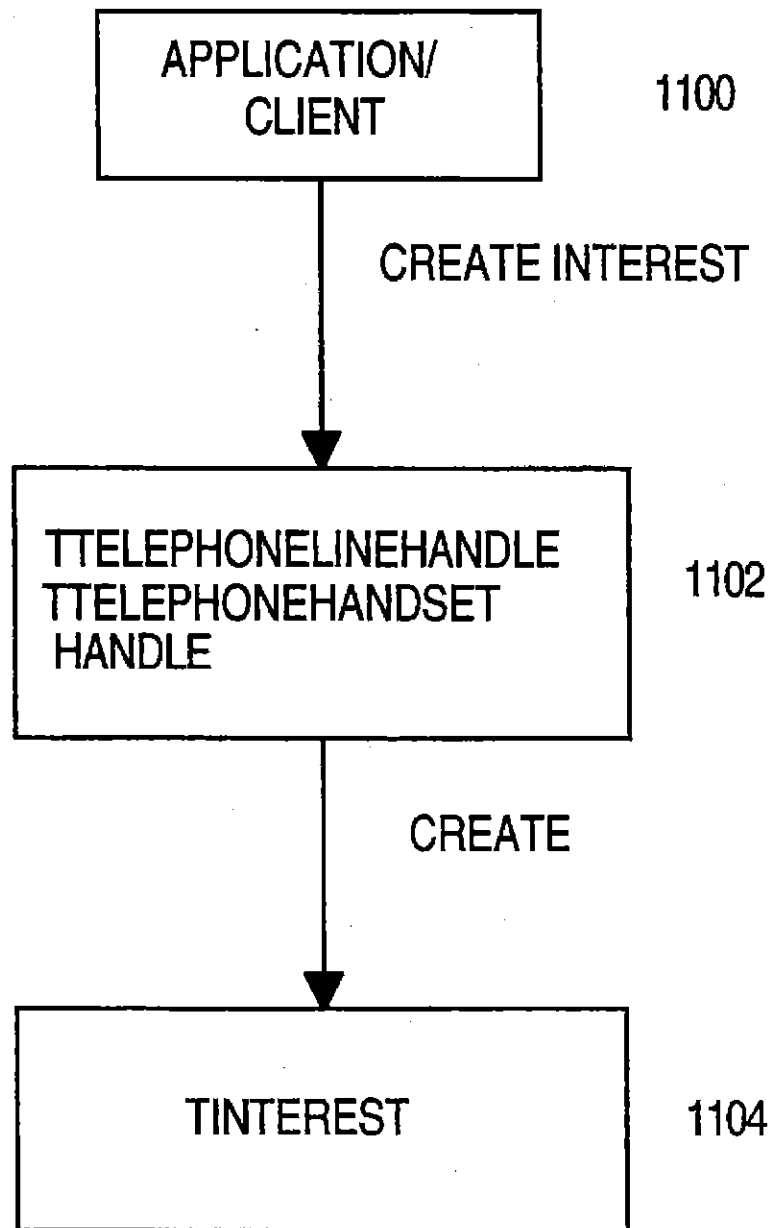 APPLICATION/
CLIENT
1100
CREATE INTEREST
TTELEPHONELINEHANDLE
TTELEPHONEHANDSET
HANDLE
1102
CREATE
TINTEREST
1104